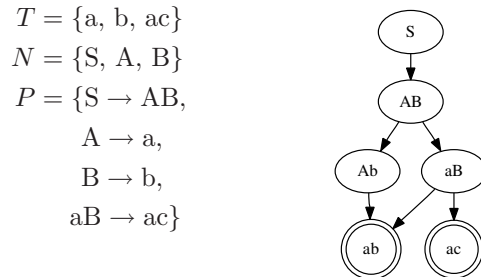 T = {a, b, ac}
N = {S, A, B}
P = {S → AB,
A → a,
B → b,
aB → ac}
S
AB
Ab
aB
ab
ac